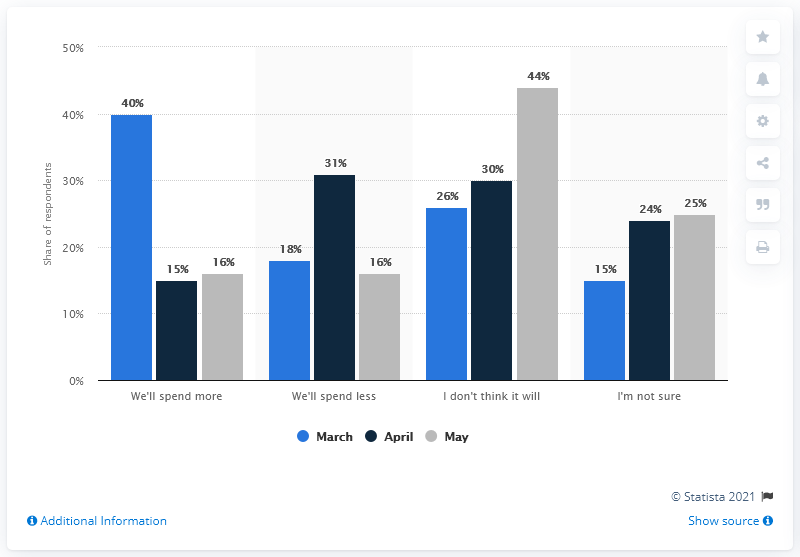 50%
40%
30%
20%
10%
0%
Share of respondents
40%
15%
16%
18%
31%
16%
26%
30%
44%
15%
24%
25%
We'll spend more
We'll spend less
I don't think it will
I'm not sure
March
April
May
© Statista 2021
Additional Information
Show source